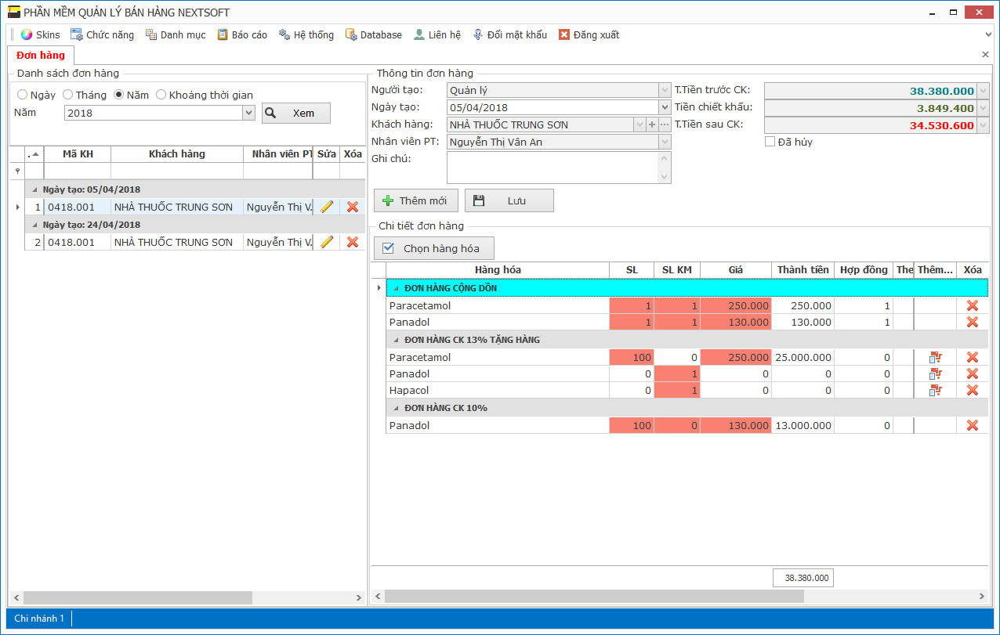 PHẦN MỀM QUẢN LÝ BÁN HÀNG NEXTSOFT
Skins Chức năng Danh mục Báo cáo Hệ thống Database Liên hệ Đổi mật khẩu Đăng xuất
Đơn hàng
Danh sách đơn hàng
Ngày Tháng Năm Khoảng thời gian
Năm 2018 Xem
. Mã KH Khách hàng Nhân viên PT Sửa Xóa
Ngày tạo: 05/04/2018
1 0418.001 NHÀ THUỐC TRUNG SƠN Nguyễn Thị V.
Ngày tạo: 24/04/2018
2 0418.001 NHÀ THUỐC TRUNG SƠN Nguyễn Thị V.
Thông tin đơn hàng
Người tạo: Quản lý T.Tiền trước CK: 38.380.000
Ngày tạo: 05/04/2018 Tiền chiết khấu: 3.849.400
Khách hàng: NHÀ THUỐC TRUNG SƠN T.Tiền sau CK: 34.530.600
Nhân viên PT: Nguyễn Thị Vân An Đã hủy
Ghi chú:
Thêm mới Lưu
Chi tiết đơn hàng
Chọn hàng hóa
Hàng hóa SL SL KM Giá Thành tiền Hợp đồng The Thêm... Xóa
ĐƠN HÀNG CỘNG DỒN
Paracetamol 1 1 250.000 250.000 1
Panadol 1 1 130.000 130.000 1
ĐƠN HÀNG CK 13% TẶNG HÀNG
Paracetamol 100 0 250.000 25.000.000 0
Panadol 0 1 0 0 0
Hapacol 0 1 0 0 0
ĐƠN HÀNG CK 10%
Panadol 100 0 130.000 13.000.000 0
38.380.000
Chi nhánh 1